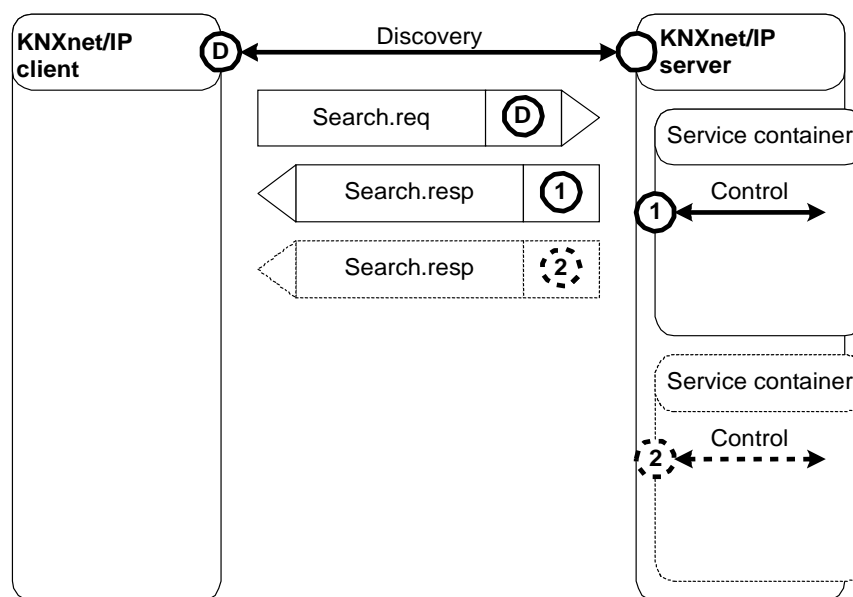 KNXnet/IP
client
D
Discovery
KNXnet/IP
server
Search.req
D
Service container
Search.resp
1
Control
1
Search.resp
2
Service container
Control
2